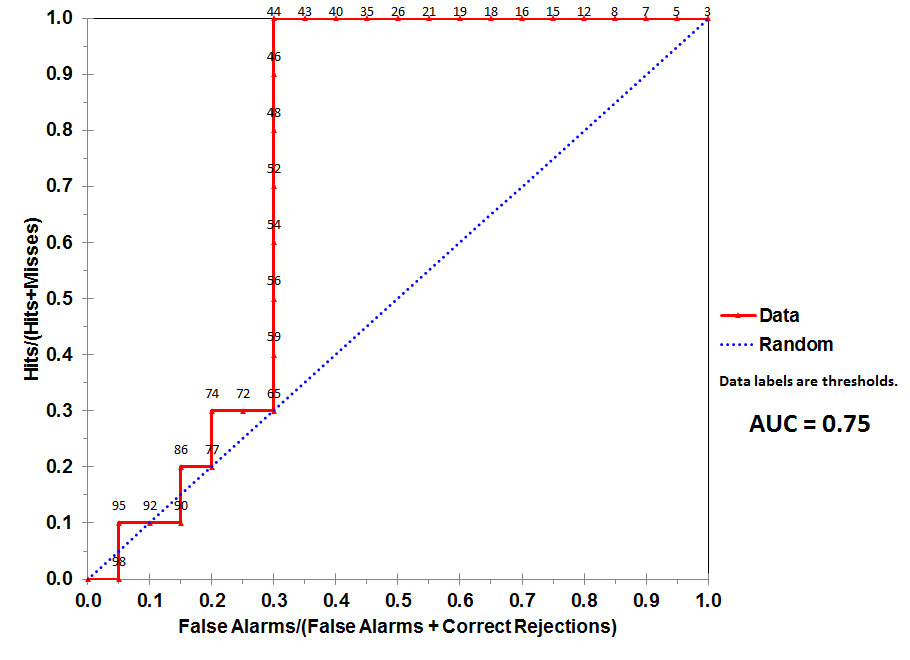 1.0
44 43 40 35 26 21 19 18 16 15 12 8 7 5 3
46
0.9
48
0.8
52
0.7
54
0.6
56
0.5
59
0.4
74 72 65
0.3
86 77
0.2
95 92 90
0.1
98
0.0
0.0 0.1 0.2 0.3 0.4 0.5 0.6 0.7 0.8 0.9 1.0
Hits/(Hits+Misses)
False Alarms/(False Alarms + Correct Rejections)
Data
Random
Data labels are thresholds.
AUC = 0.75